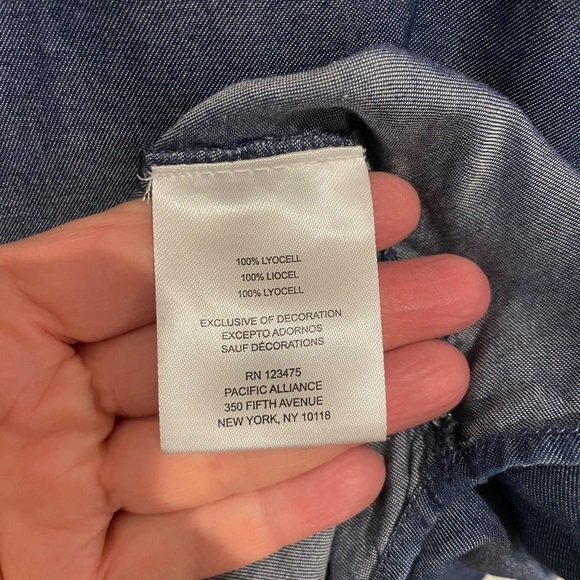 100% LYOCELL
100% LIOCEL
100% LYOCELL
EXCLUSIVE OF DECORATION
EXCEPTO ADORNOS
SAUF DÉCORATIONS
RN 123475
PACIFIC ALLIANCE
350 FIFTH AVENUE
NEW YORK, NY 10118